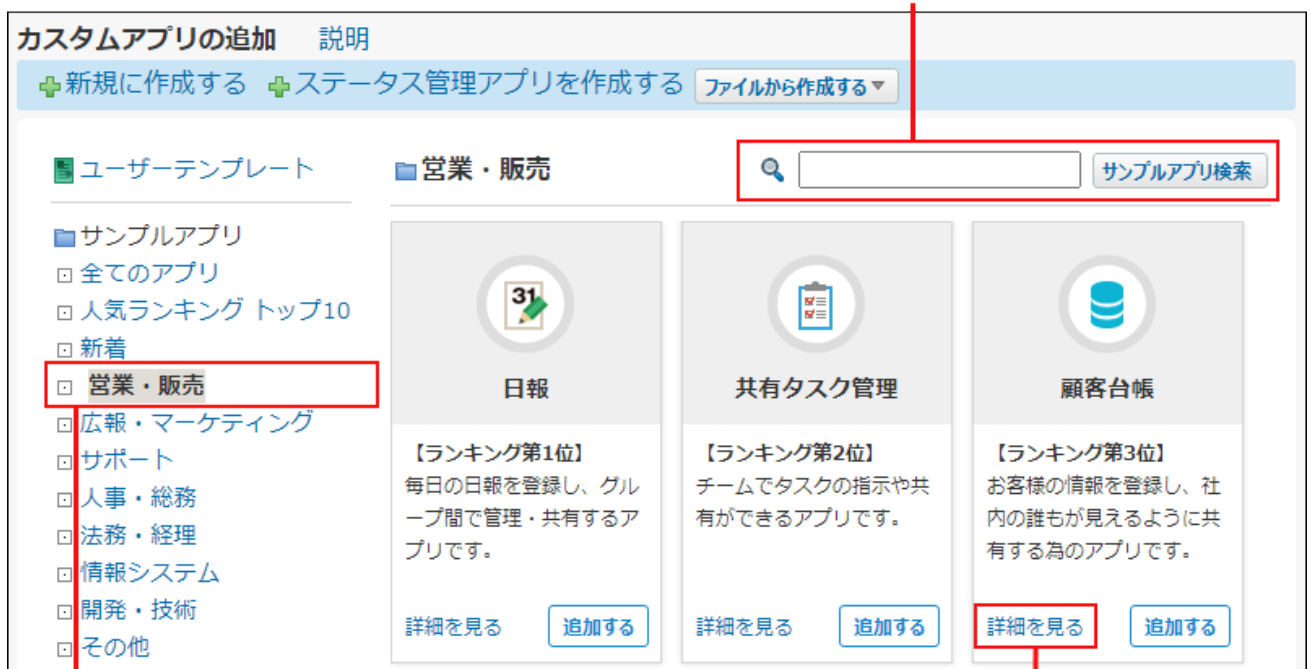 カスタムアプリの追加 説明
新規に作成する ステータス管理アプリを作成する ファイルから作成する▼
ユーザーテンプレート
サンプルアプリ
全てのアプリ
人気ランキング トップ10
新着
営業・販売
広報・マーケティング
サポート
人事・総務
法務・経理
情報システム
開発・技術
その他
営業・販売
サンプルアプリ検索
31
日報
【ランキング第1位】
毎日の日報を登録し、グル
ープ間で管理・共有するア
プリです。
詳細を見る 追加する
共有タスク管理
【ランキング第2位】
チームでタスクの指示や共
有ができるアプリです。
詳細を見る 追加する
顧客台帳
【ランキング第3位】
お客様の情報を登録し、社
内の誰もが見えるように共
有する為のアプリです。
詳細を見る 追加する